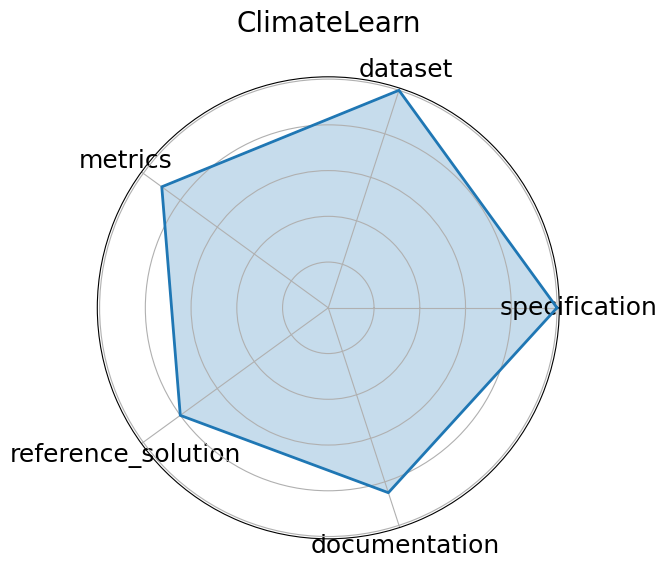 ClimateLearn
dataset
metrics
specification
reference_solution
documentation